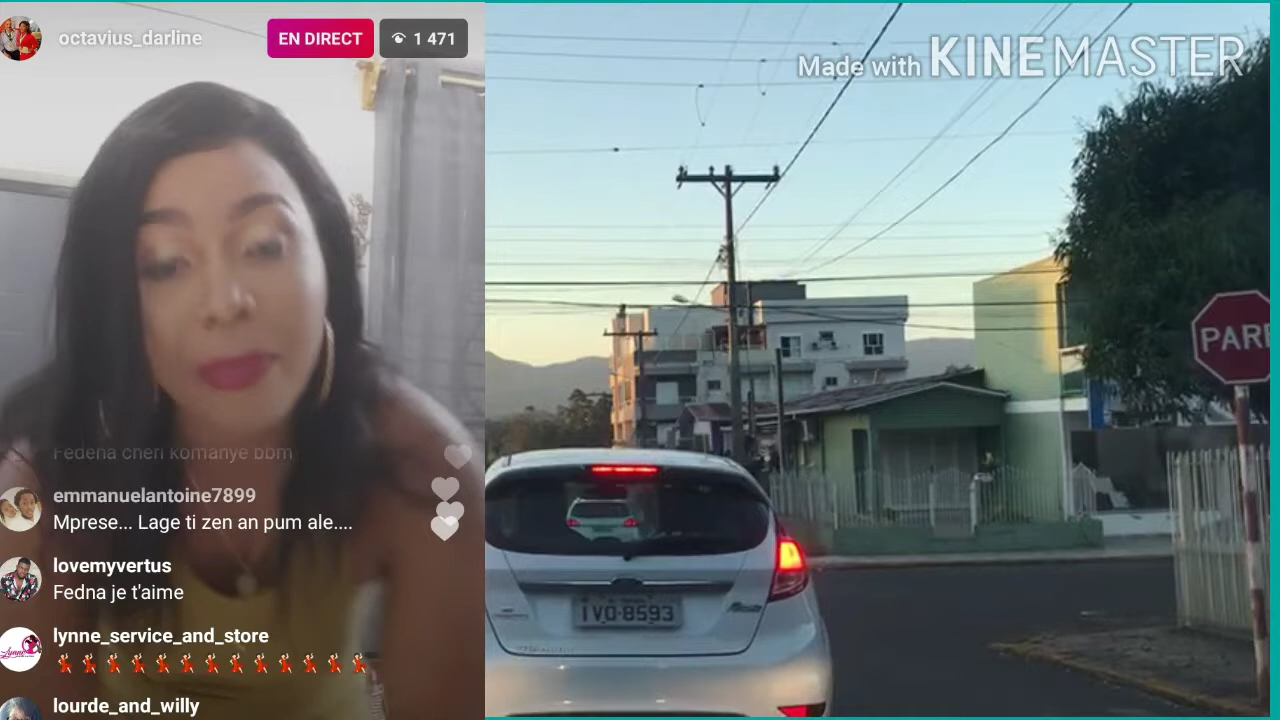 octavius_darline
EN DIRECT
1 471
Made with KINEMASTER
Fedena cheri komanye bbm
emmanuelantoine7899
Mprese... Lage ti zen an pum ale....
lovemyvertus
Fedna je t'aime
lynne_service_and_store
lourde_and_willy
PARE
IVQ-8593